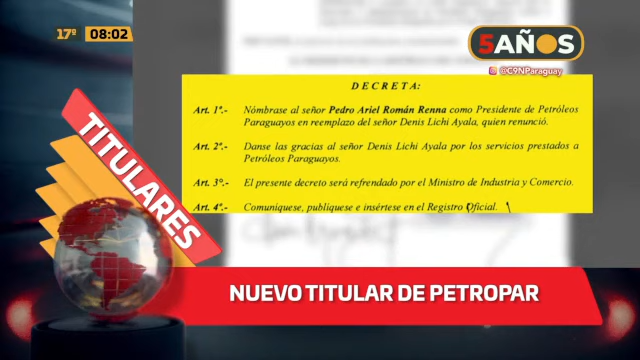 17º 08:02
5AÑOS
@C9NParaguay
DECRETA:
Art. 1º.- Nómbrase al señor Pedro Ariel Román Renna como Presidente de Petróleos
Paraguayos en reemplazo del señor Denis Lichi Ayala, quien renunció.
Art. 2º.- Danse las gracias al señor Denis Lichi Ayala por los servicios prestados a
Petróleos Paraguayos.
Art. 3º.- El presente decreto será refrendado por el Ministro de Industria y Comercio.
Art. 4º.- Comuníquese, publíquese e insértese en el Registro Oficial.
TITULARES
NUEVO TITULAR DE PETROPAR